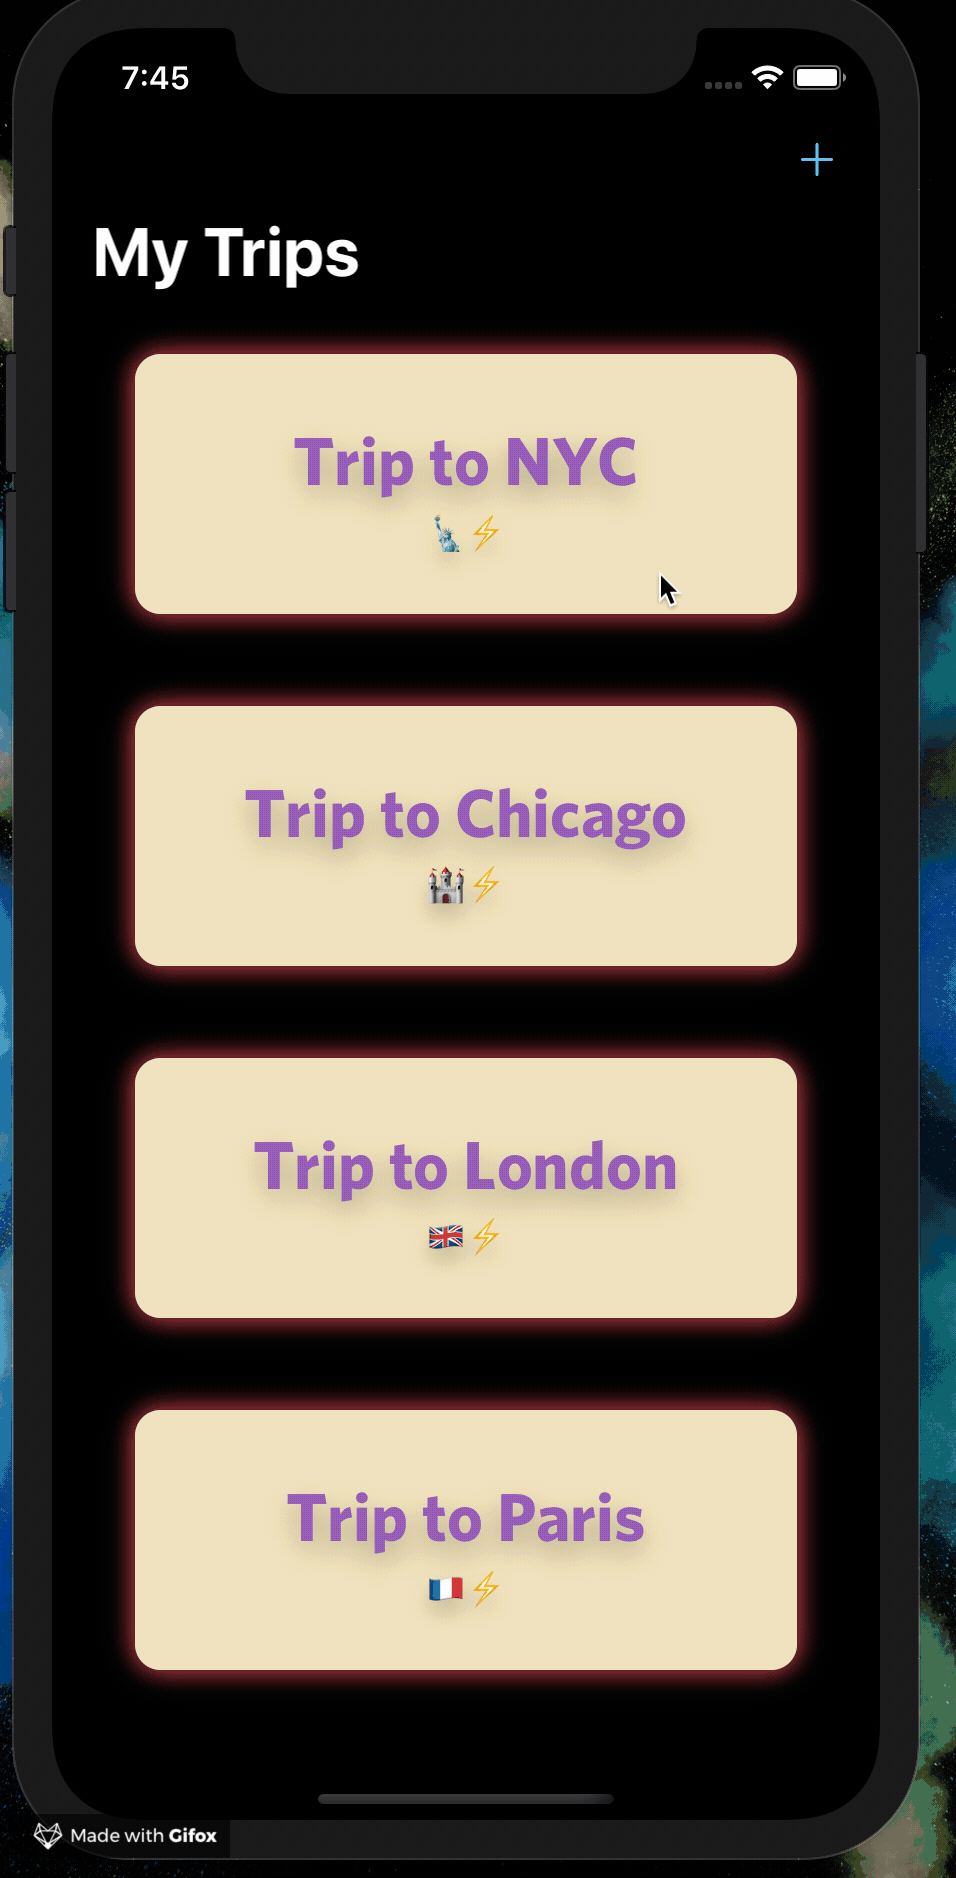 7:45
My Trips
Trip to NYC
🗽⚡
Trip to Chicago
🏰⚡
Trip to London
🇬🇧⚡
Trip to Paris
🇫🇷⚡
Made with Gifox